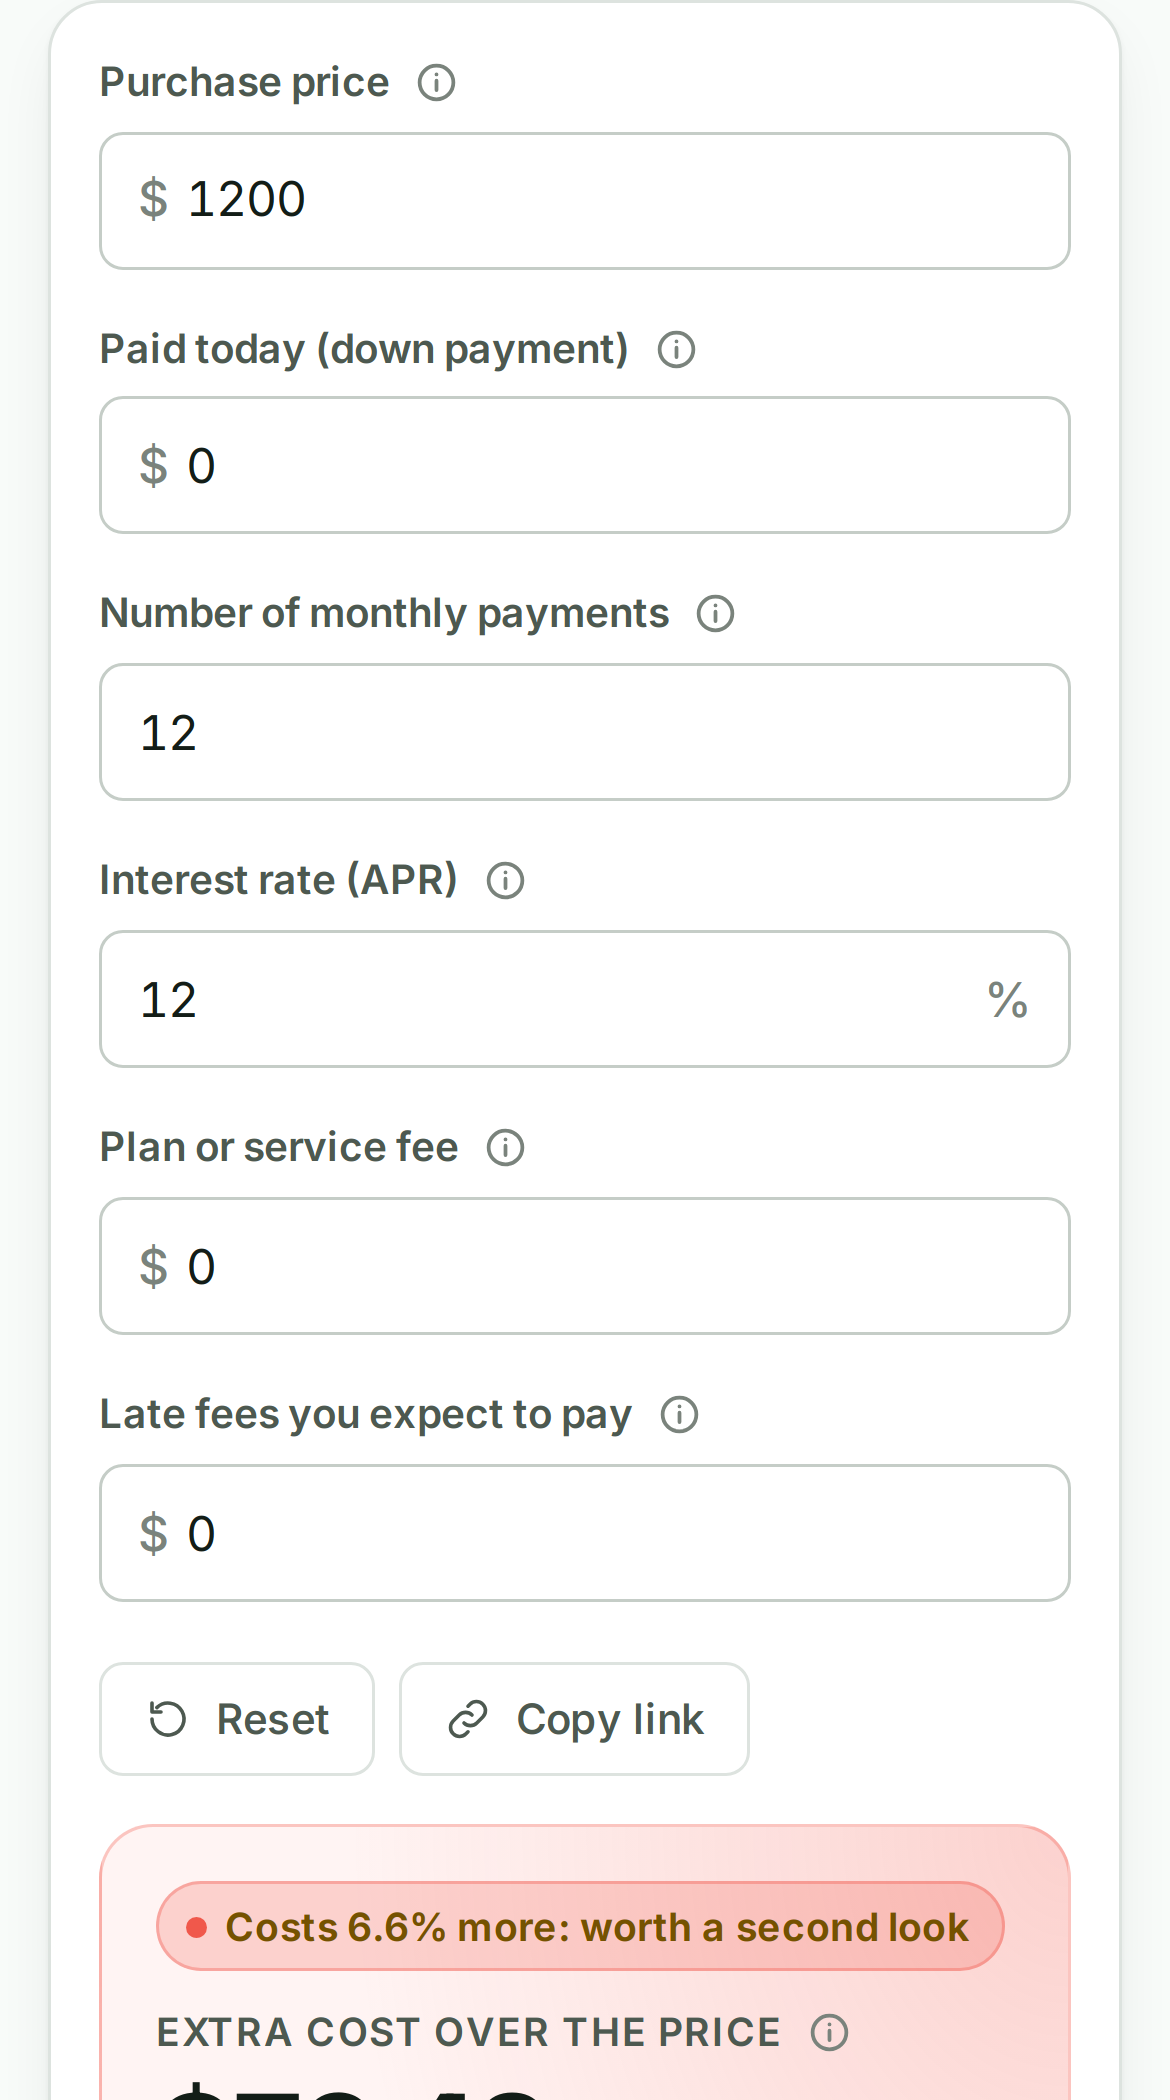 Purchase price
$ 1200
Paid today (down payment)
$ 0
Number of monthly payments
12
Interest rate (APR)
12 %
Plan or service fee
$ 0
Late fees you expect to pay
$ 0
Reset Copy link
Costs 6.6% more: worth a second look
EXTRA COST OVER THE PRICE